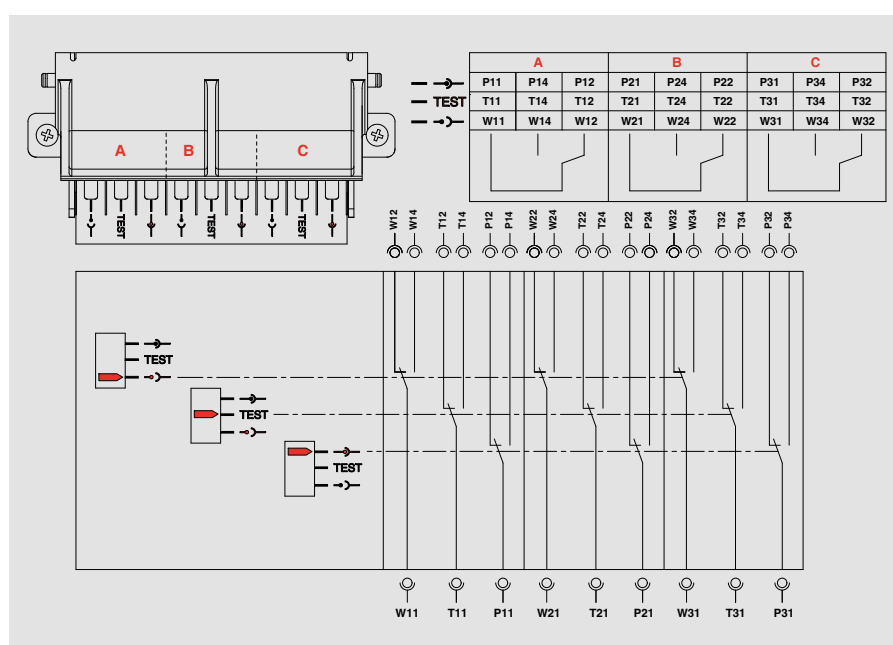 A B C
P11 P14 P12 P21 P24 P22 P31 P34 P32
TEST T11 T14 T12 T21 T24 T22 T31 T34 T32
W11 W14 W12 W21 W24 W22 W31 W34 W32
A B C
TEST TEST TEST
W12 W14 T12 T14 P12 P14 W22 W24 T22 T24 P22 P24 W32 W34 T32 T34 P32 P34
TEST
TEST
TEST
W11 T11 P11 W21 T21 P21 W31 T31 P31